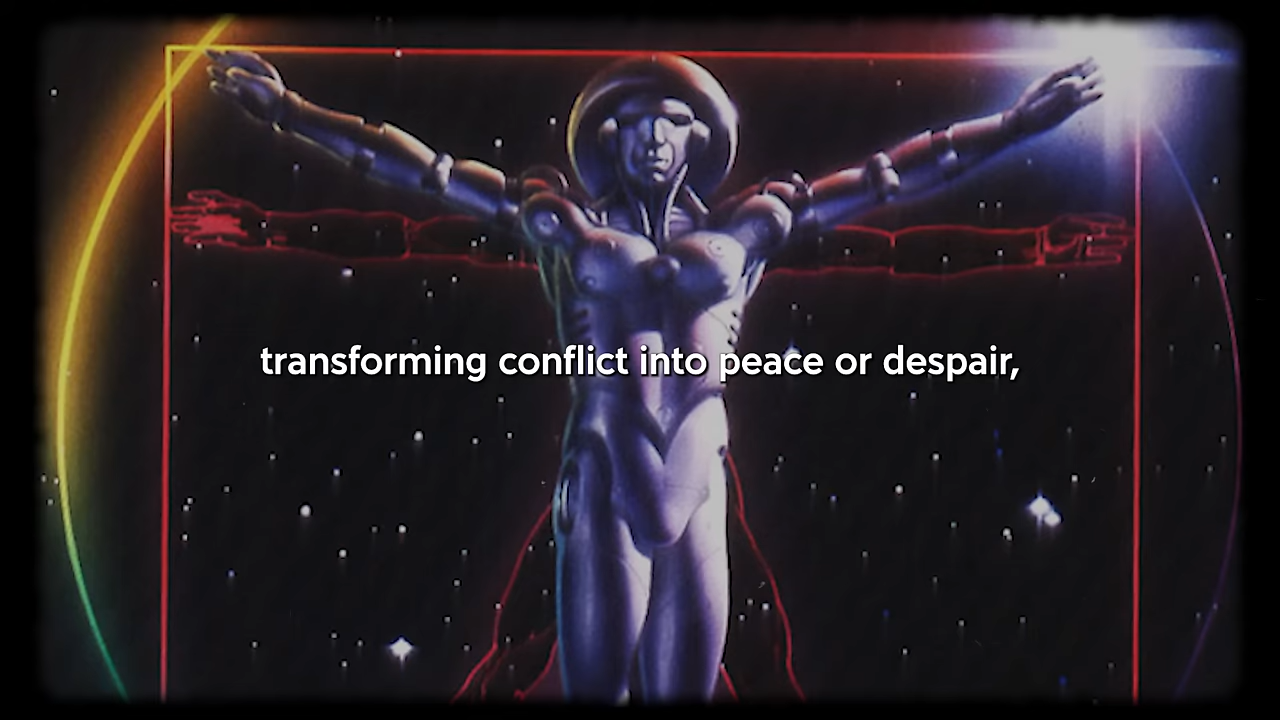 transforming conflict into peace or despair,